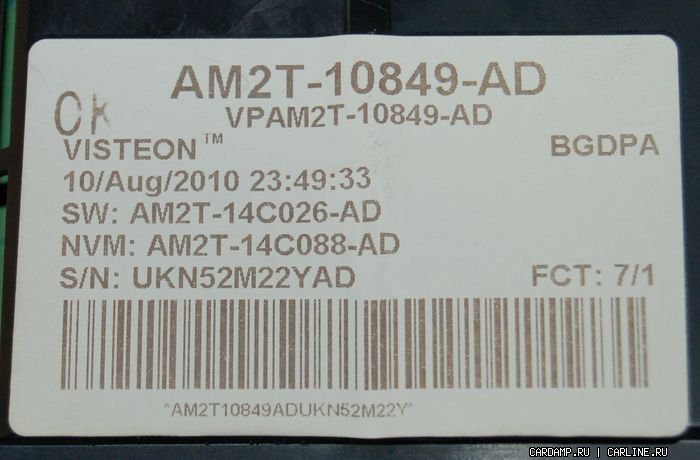 AM2T-10849-AD
OK
VPAM2T-10849-AD
VISTEON™
BGDPA
10/Aug/2010 23:49:33
SW: AM2T-14C026-AD
NVM: AM2T-14C088-AD
S/N: UKN52M22YAD
FCT: 7/1
*AM2T10849ADUKN52M22Y*
CARDAMP.RU | CARLINE.RU